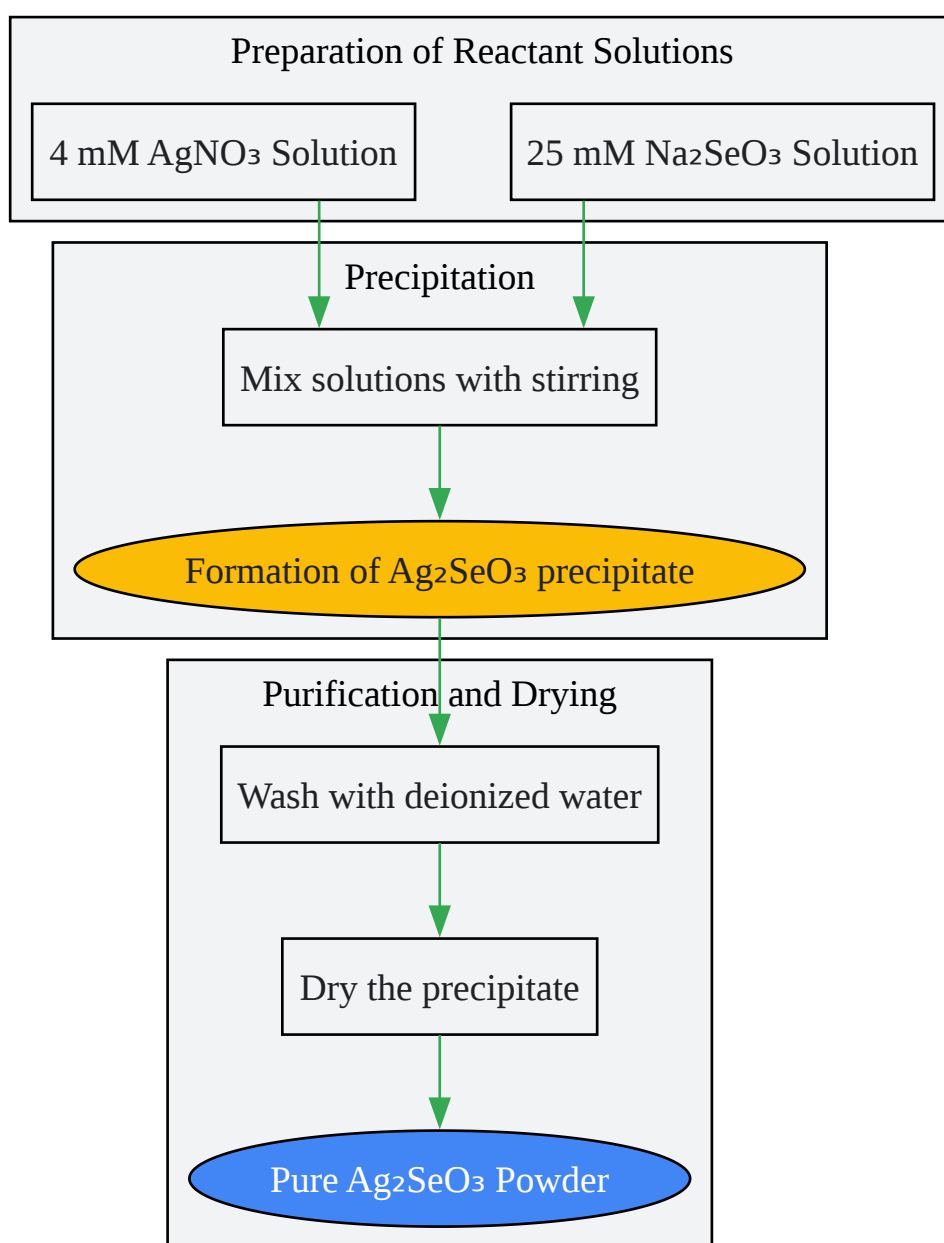 Preparation of Reactant Solutions
4 mM AgNO₃ Solution
25 mM Na₂SeO₃ Solution
Precipitation
Mix solutions with stirring
Formation of Ag₂SeO₃ precipitate
Purification and Drying
Wash with deionized water
Dry the precipitate
Pure Ag₂SeO₃ Powder